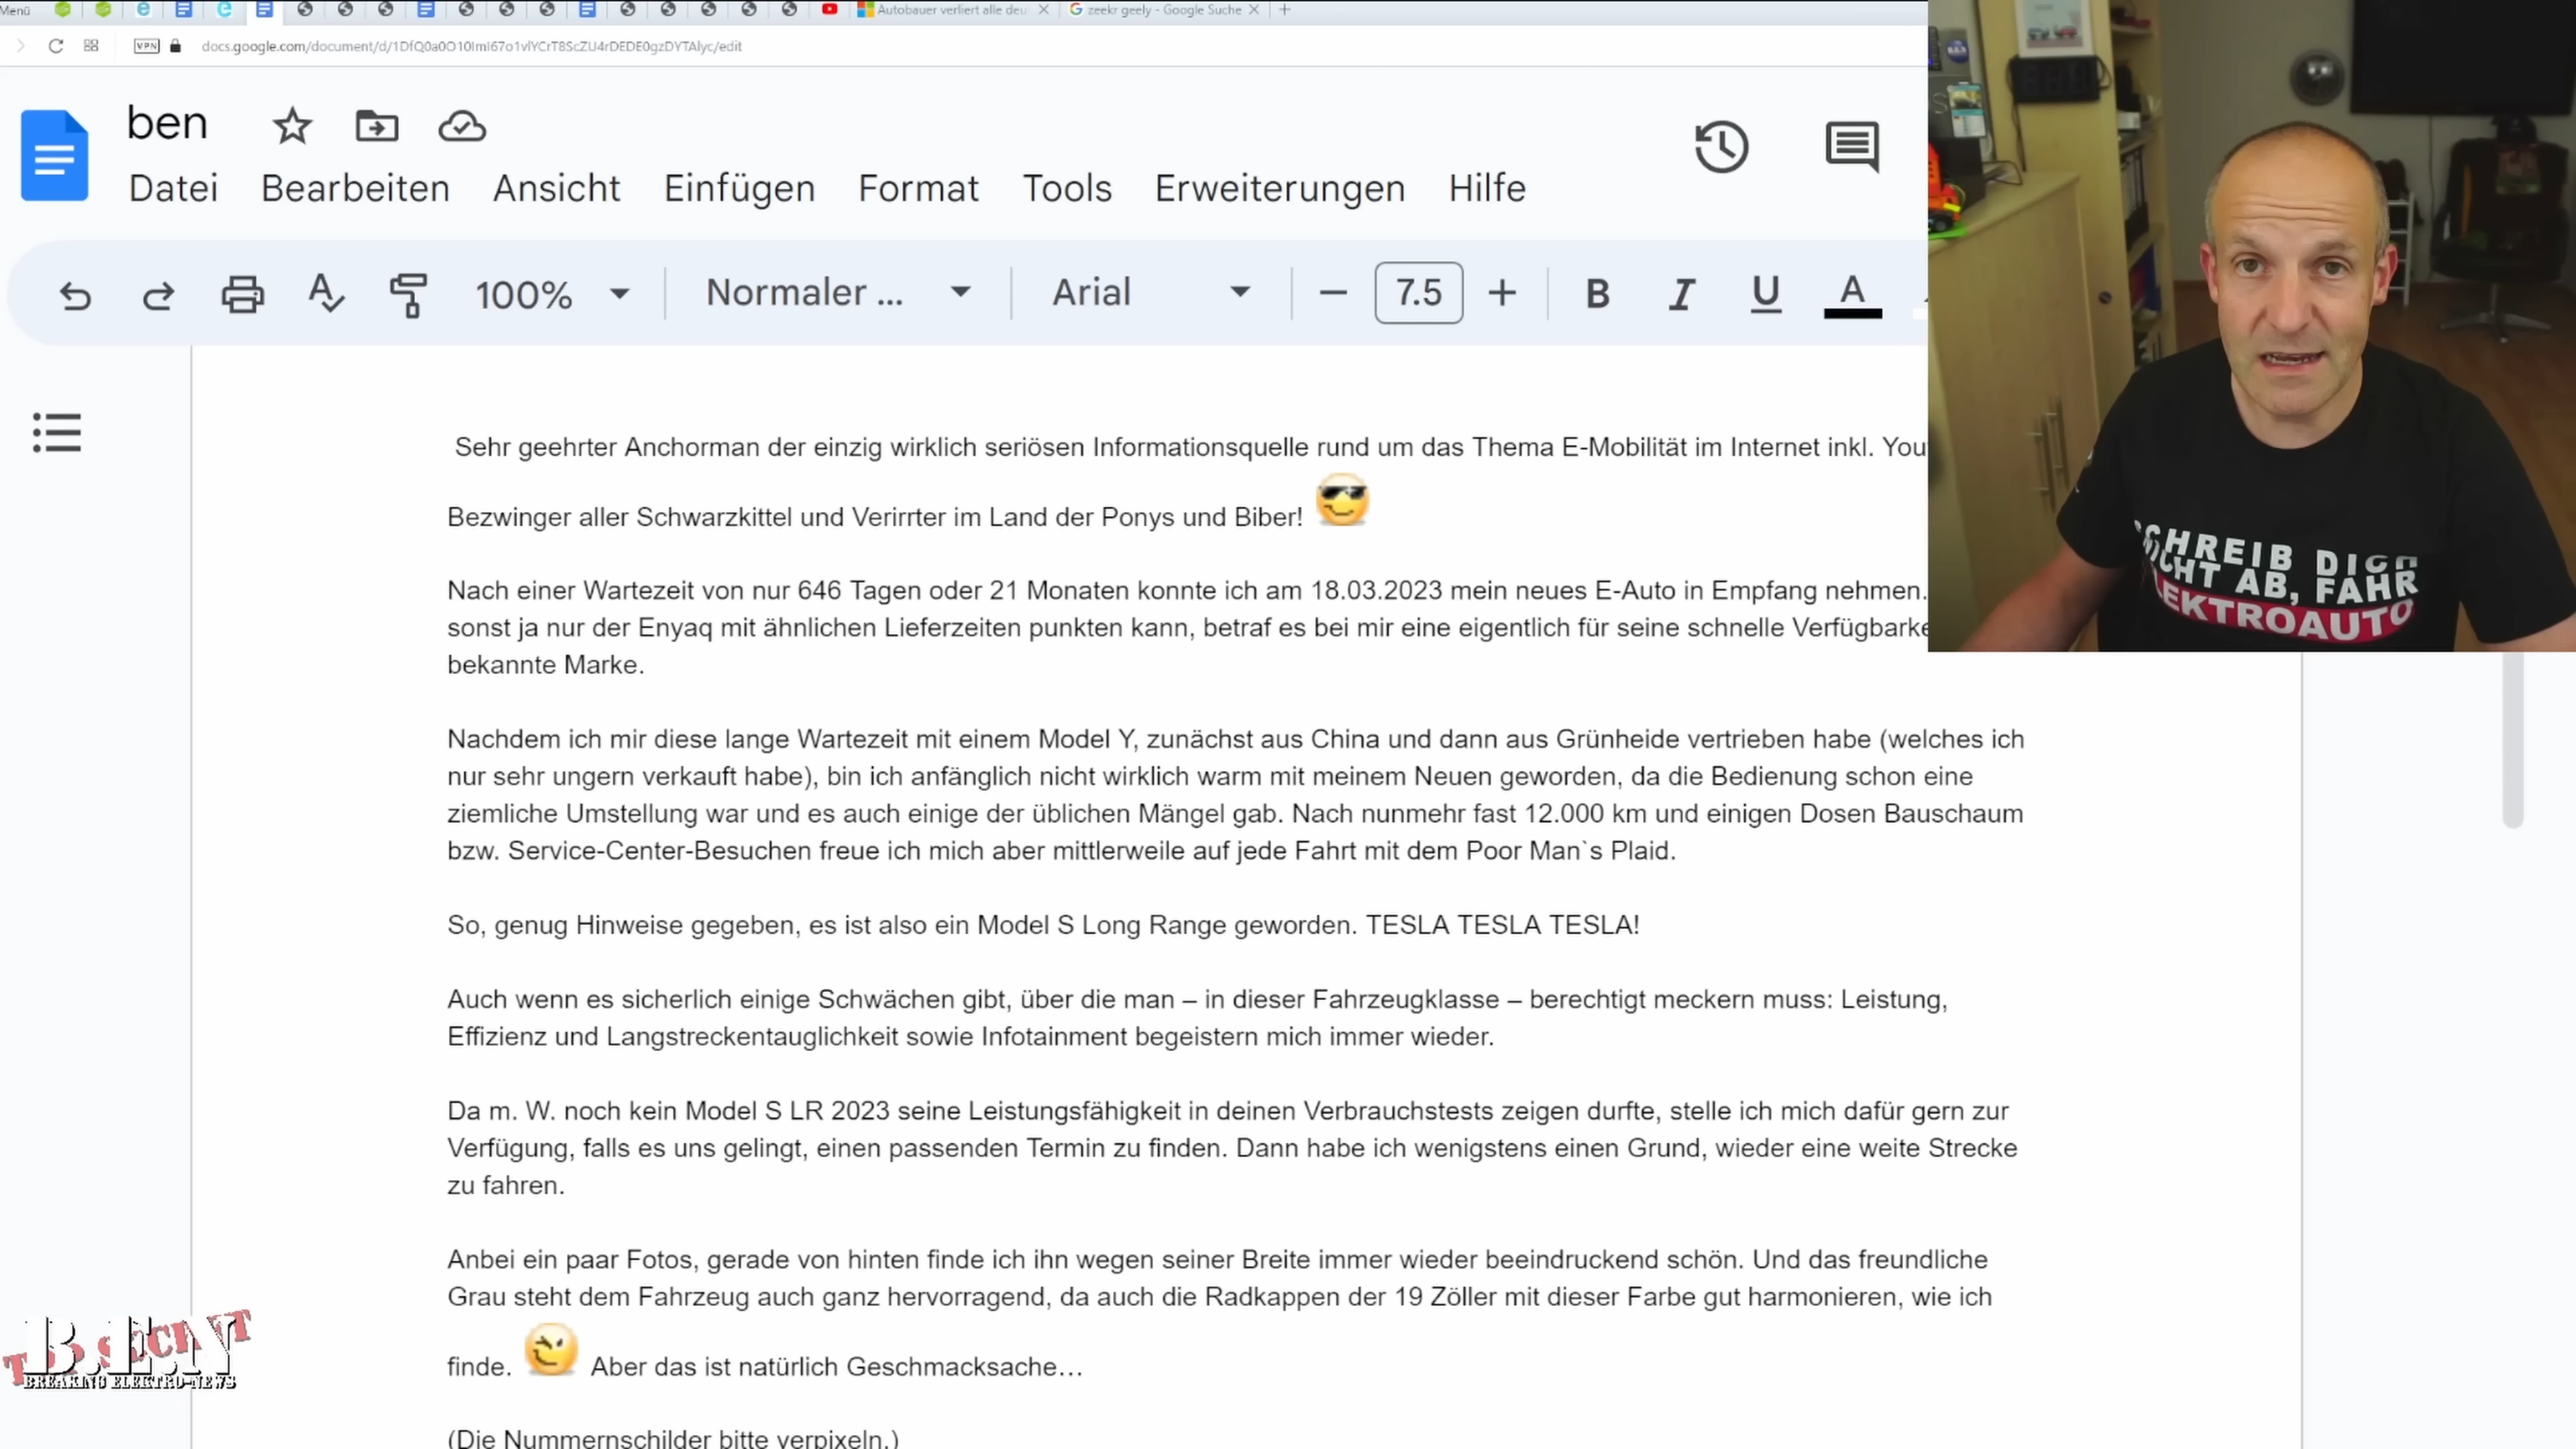 Menü
Autobauer verliert alle deu
zeekr geely - Google Suche
VPN
docs.google.com/document/d/
ben
Datei Bearbeiten Ansicht Einfügen Format Tools Erweiterungen Hilfe
100% Normaler ... Arial 7.5 B I U A
Sehr geehrter Anchorman der einzig wirklich seriösen Informationsquelle rund um das Thema E-Mobilität im Internet inkl. You
Bezwinger aller Schwarzkittel und Verirrter im Land der Ponys und Biber!
Nach einer Wartezeit von nur 646 Tagen oder 21 Monaten konnte ich am 18.03.2023 mein neues E-Auto in Empfang nehmen.
sonst ja nur der Enyaq mit ähnlichen Lieferzeiten punkten kann, betraf es bei mir eine eigentlich für seine schnelle Verfügbarke
bekannte Marke.
Nachdem ich mir diese lange Wartezeit mit einem Model Y, zunächst aus China und dann aus Grünheide vertrieben habe (welches ich
nur sehr ungern verkauft habe), bin ich anfänglich nicht wirklich warm mit meinem Neuen geworden, da die Bedienung schon eine
ziemliche Umstellung war und es auch einige der üblichen Mängel gab. Nach nunmehr fast 12.000 km und einigen Dosen Bauschaum
bzw. Service-Center-Besuchen freue ich mich aber mittlerweile auf jede Fahrt mit dem Poor Man`s Plaid.
So, genug Hinweise gegeben, es ist also ein Model S Long Range geworden. TESLA TESLA TESLA!
Auch wenn es sicherlich einige Schwächen gibt, über die man – in dieser Fahrzeugklasse – berechtigt meckern muss: Leistung,
Effizienz und Langstreckentauglichkeit sowie Infotainment begeistern mich immer wieder.
Da m. W. noch kein Model S LR 2023 seine Leistungsfähigkeit in deinen Verbrauchstests zeigen durfte, stelle ich mich dafür gern zur
Verfügung, falls es uns gelingt, einen passenden Termin zu finden. Dann habe ich wenigstens einen Grund, wieder eine weite Strecke
zu fahren.
Anbei ein paar Fotos, gerade von hinten finde ich ihn wegen seiner Breite immer wieder beeindruckend schön. Und das freundliche
Grau steht dem Fahrzeug auch ganz hervorragend, da auch die Radkappen der 19 Zöller mit dieser Farbe gut harmonieren, wie ich
finde. Aber das ist natürlich Geschmacksache…
(Die Nummernschilder bitte verpixeln.)
SCHREIB DICH
NICHT AB, FAHR
ELEKTROAUTO
B.E.N
BREAKING ELEKTRO-NEWS